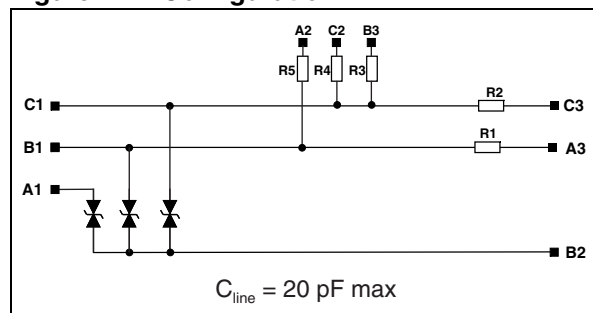 A2 C2 B3
R5 R4 R3
R2
C1 C3
R1
B1 A3
A1
B2
C_line = 20 pF max